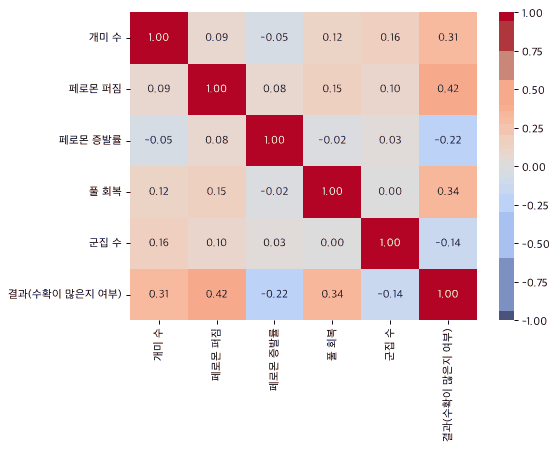 개미 수 1.00 0.09 -0.05 0.12 0.16 0.31
페로몬 퍼짐 0.09 1.00 0.08 0.15 0.10 0.42
페로몬 증발률 -0.05 0.08 1.00 -0.02 0.03 -0.22
풀 회복 0.12 0.15 -0.02 1.00 0.00 0.34
군집 수 0.16 0.10 0.03 0.00 1.00 -0.14
결과(수확이 많은지 여부) 0.31 0.42 -0.22 0.34 -0.14 1.00
개미 수
페로몬 퍼짐
페로몬 증발률
풀 회복
군집 수
결과(수확이 많은지 여부)
1.00
0.75
0.50
0.25
0.00
-0.25
-0.50
-0.75
-1.00